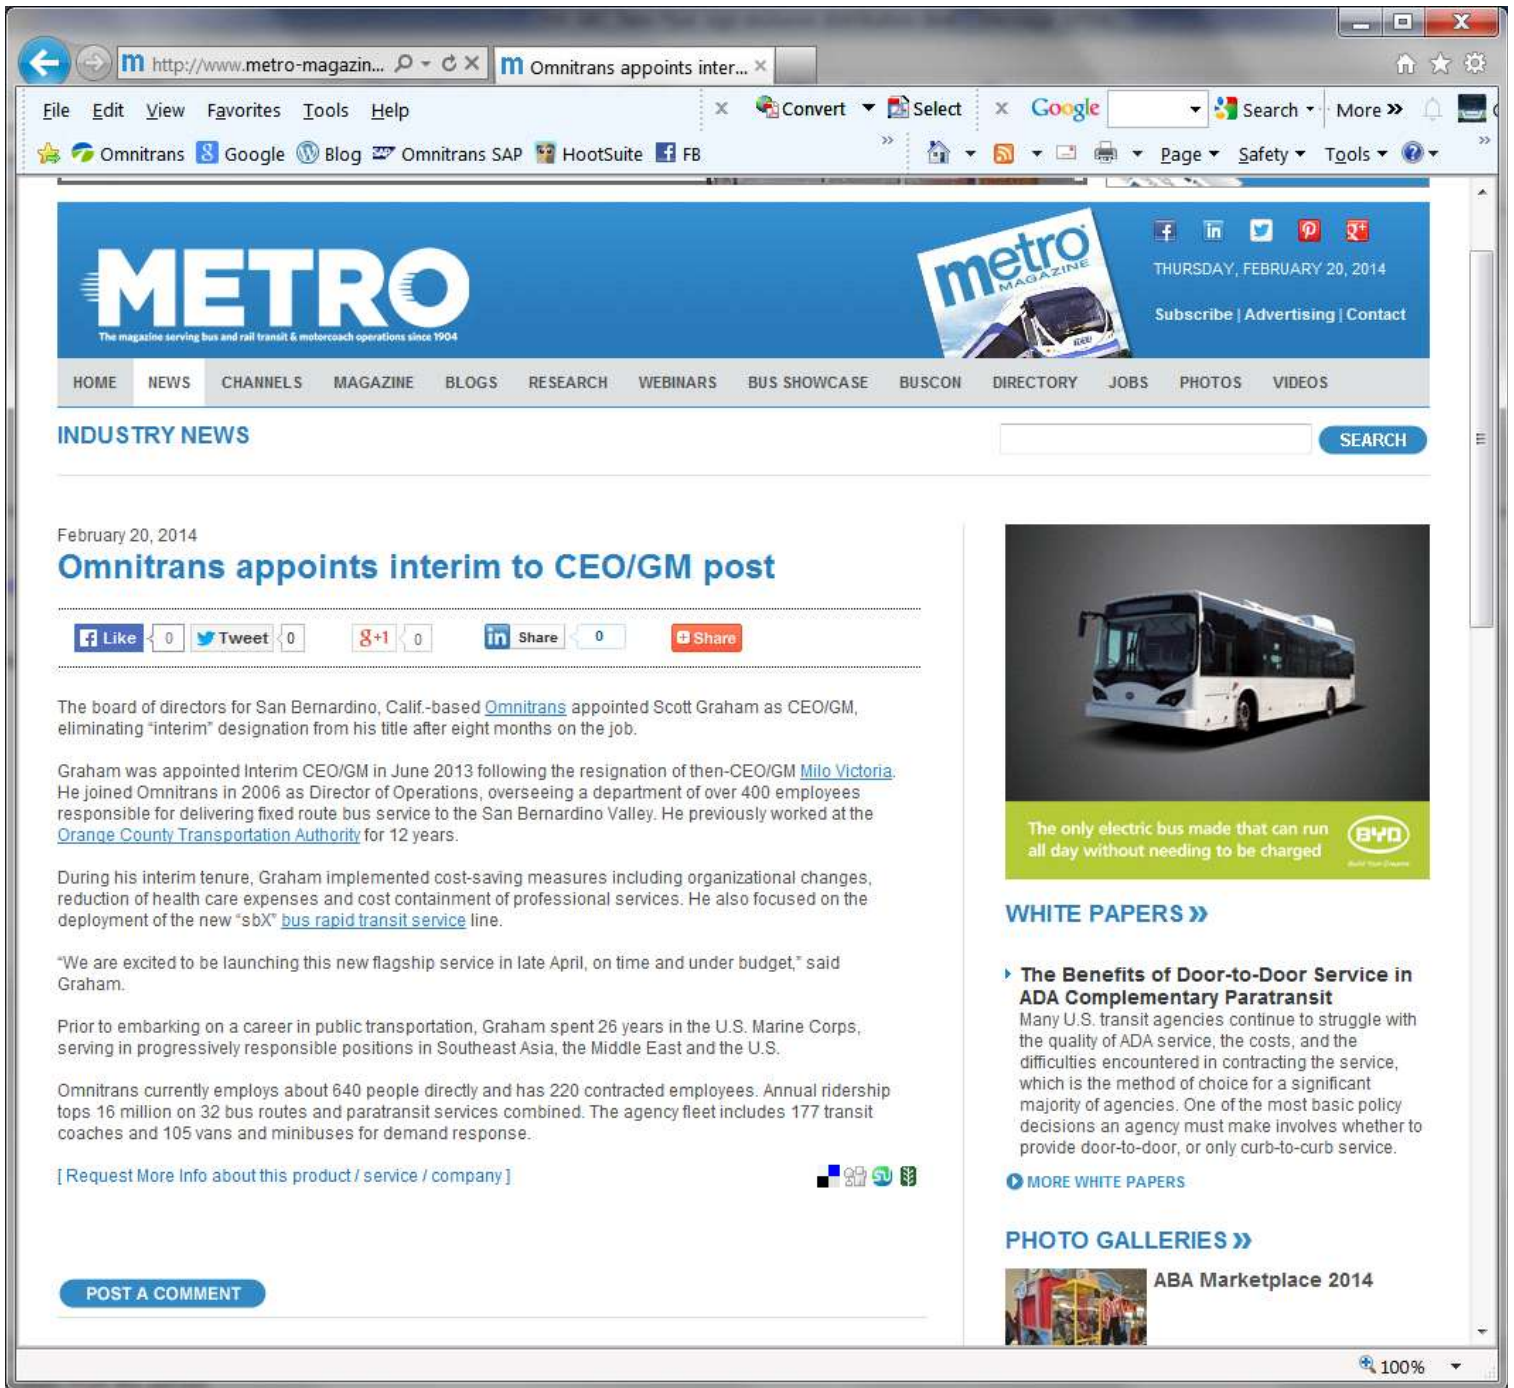 http://www.metro-magazin...
Omnitrans appoints inter...
File Edit View Favorites Tools Help
Convert Select
Google Search More »
Omnitrans Google Blog Omnitrans SAP HootSuite FB
Page Safety Tools
METRO
The magazine serving bus and rail transit & motorcoach operations since 1904
metro
MAGAZINE
THURSDAY, FEBRUARY 20, 2014
Subscribe | Advertising | Contact
HOME NEWS CHANNELS MAGAZINE BLOGS RESEARCH WEBINARS BUS SHOWCASE BUSCON DIRECTORY JOBS PHOTOS VIDEOS
INDUSTRY NEWS
SEARCH
February 20, 2014
Omnitrans appoints interim to CEO/GM post
Like 0 Tweet 0 g+1 0 in Share 0 Share
The board of directors for San Bernardino, Calif.-based Omnitrans appointed Scott Graham as CEO/GM,
eliminating “interim” designation from his title after eight months on the job.
Graham was appointed Interim CEO/GM in June 2013 following the resignation of then-CEO/GM Milo Victoria.
He joined Omnitrans in 2006 as Director of Operations, overseeing a department of over 400 employees
responsible for delivering fixed route bus service to the San Bernardino Valley. He previously worked at the
Orange County Transportation Authority for 12 years.
During his interim tenure, Graham implemented cost-saving measures including organizational changes,
reduction of health care expenses and cost containment of professional services. He also focused on the
deployment of the new “sbX” bus rapid transit service line.
“We are excited to be launching this new flagship service in late April, on time and under budget,” said
Graham.
Prior to embarking on a career in public transportation, Graham spent 26 years in the U.S. Marine Corps,
serving in progressively responsible positions in Southeast Asia, the Middle East and the U.S.
Omnitrans currently employs about 640 people directly and has 220 contracted employees. Annual ridership
tops 16 million on 32 bus routes and paratransit services combined. The agency fleet includes 177 transit
coaches and 105 vans and minibuses for demand response.
[ Request More Info about this product / service / company ]
POST A COMMENT
The only electric bus made that can run
all day without needing to be charged
BYD
Build Your Dreams
WHITE PAPERS »
The Benefits of Door-to-Door Service in
ADA Complementary Paratransit
Many U.S. transit agencies continue to struggle with
the quality of ADA service, the costs, and the
difficulties encountered in contracting the service,
which is the method of choice for a significant
majority of agencies. One of the most basic policy
decisions an agency must make involves whether to
provide door-to-door, or only curb-to-curb service.
MORE WHITE PAPERS
PHOTO GALLERIES »
ABA Marketplace 2014
100%